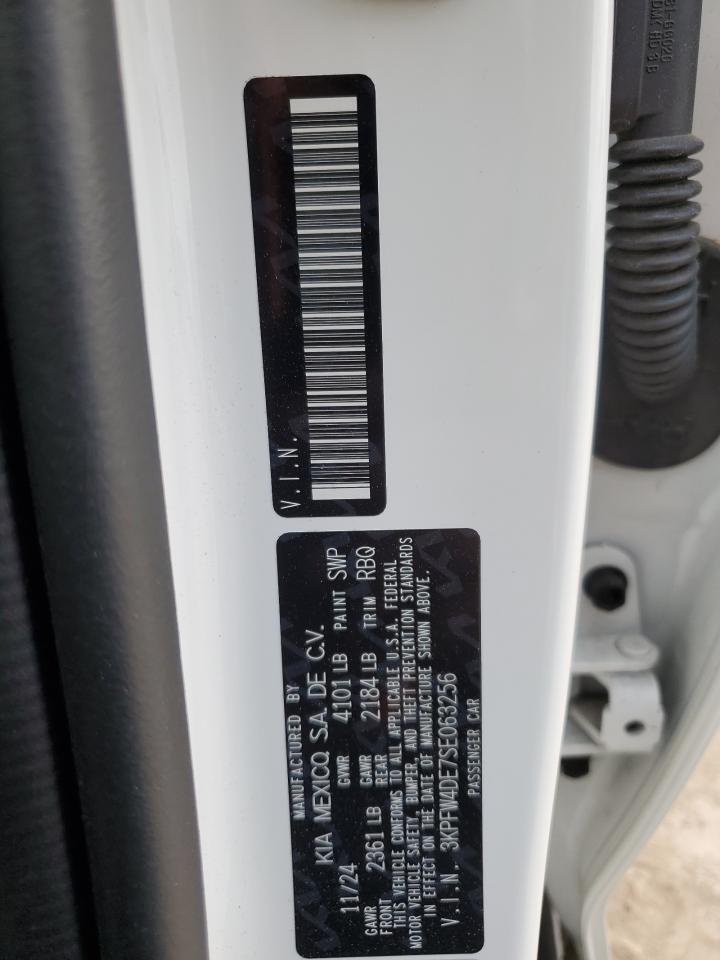 V.I.N.
MANUFACTURED BY
KIA MEXICO, S.A. DE C.V.
11/24 GVWR 4101 LB PAINT SWP
GAWR FRONT 2361 LB GAWR REAR 2184 LB TRIM RBQ
THIS VEHICLE CONFORMS TO ALL APPLICABLE U.S.A. FEDERAL
MOTOR VEHICLE SAFETY, BUMPER, AND THEFT PREVENTION STANDARDS
IN EFFECT ON THE DATE OF MANUFACTURE SHOWN ABOVE.
V.I.N. 3KPFW4DE7SE063256
PASSENGER CAR